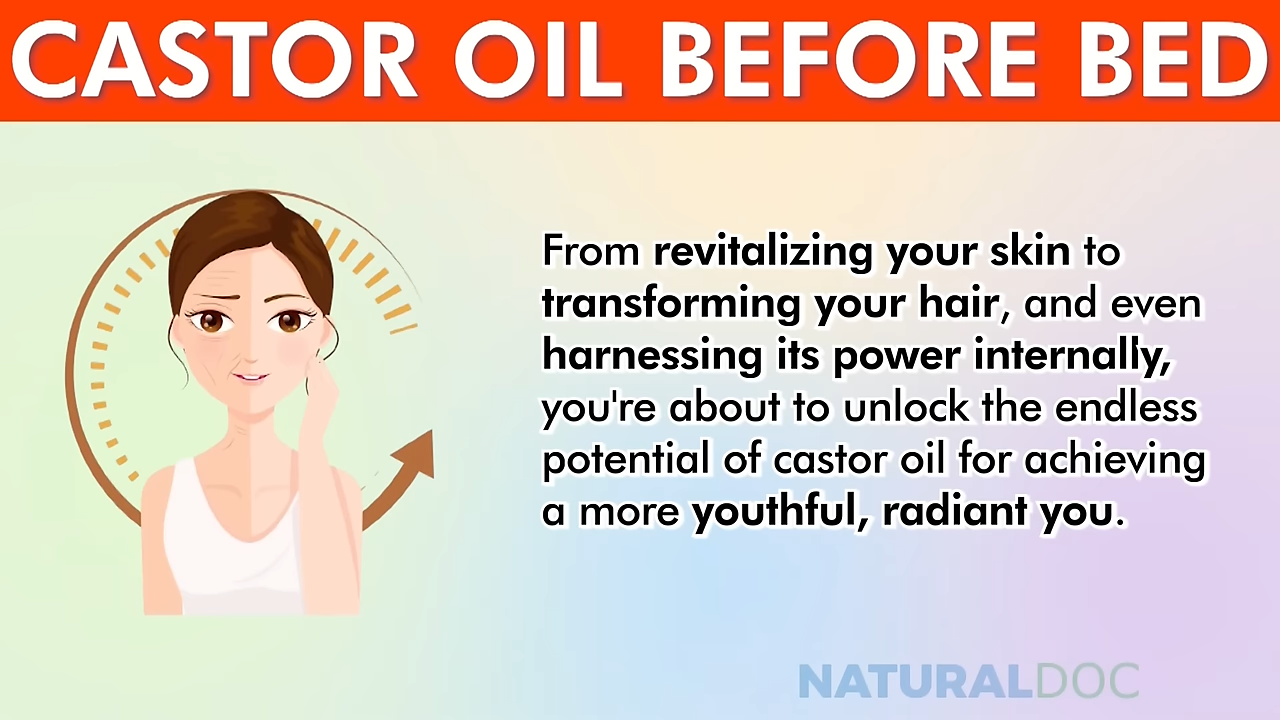 CASTOR OIL BEFORE BED
From revitalizing your skin to
transforming your hair, and even
harnessing its power internally,
you're about to unlock the endless
potential of castor oil for achieving
a more youthful, radiant you.
NATURALDOC